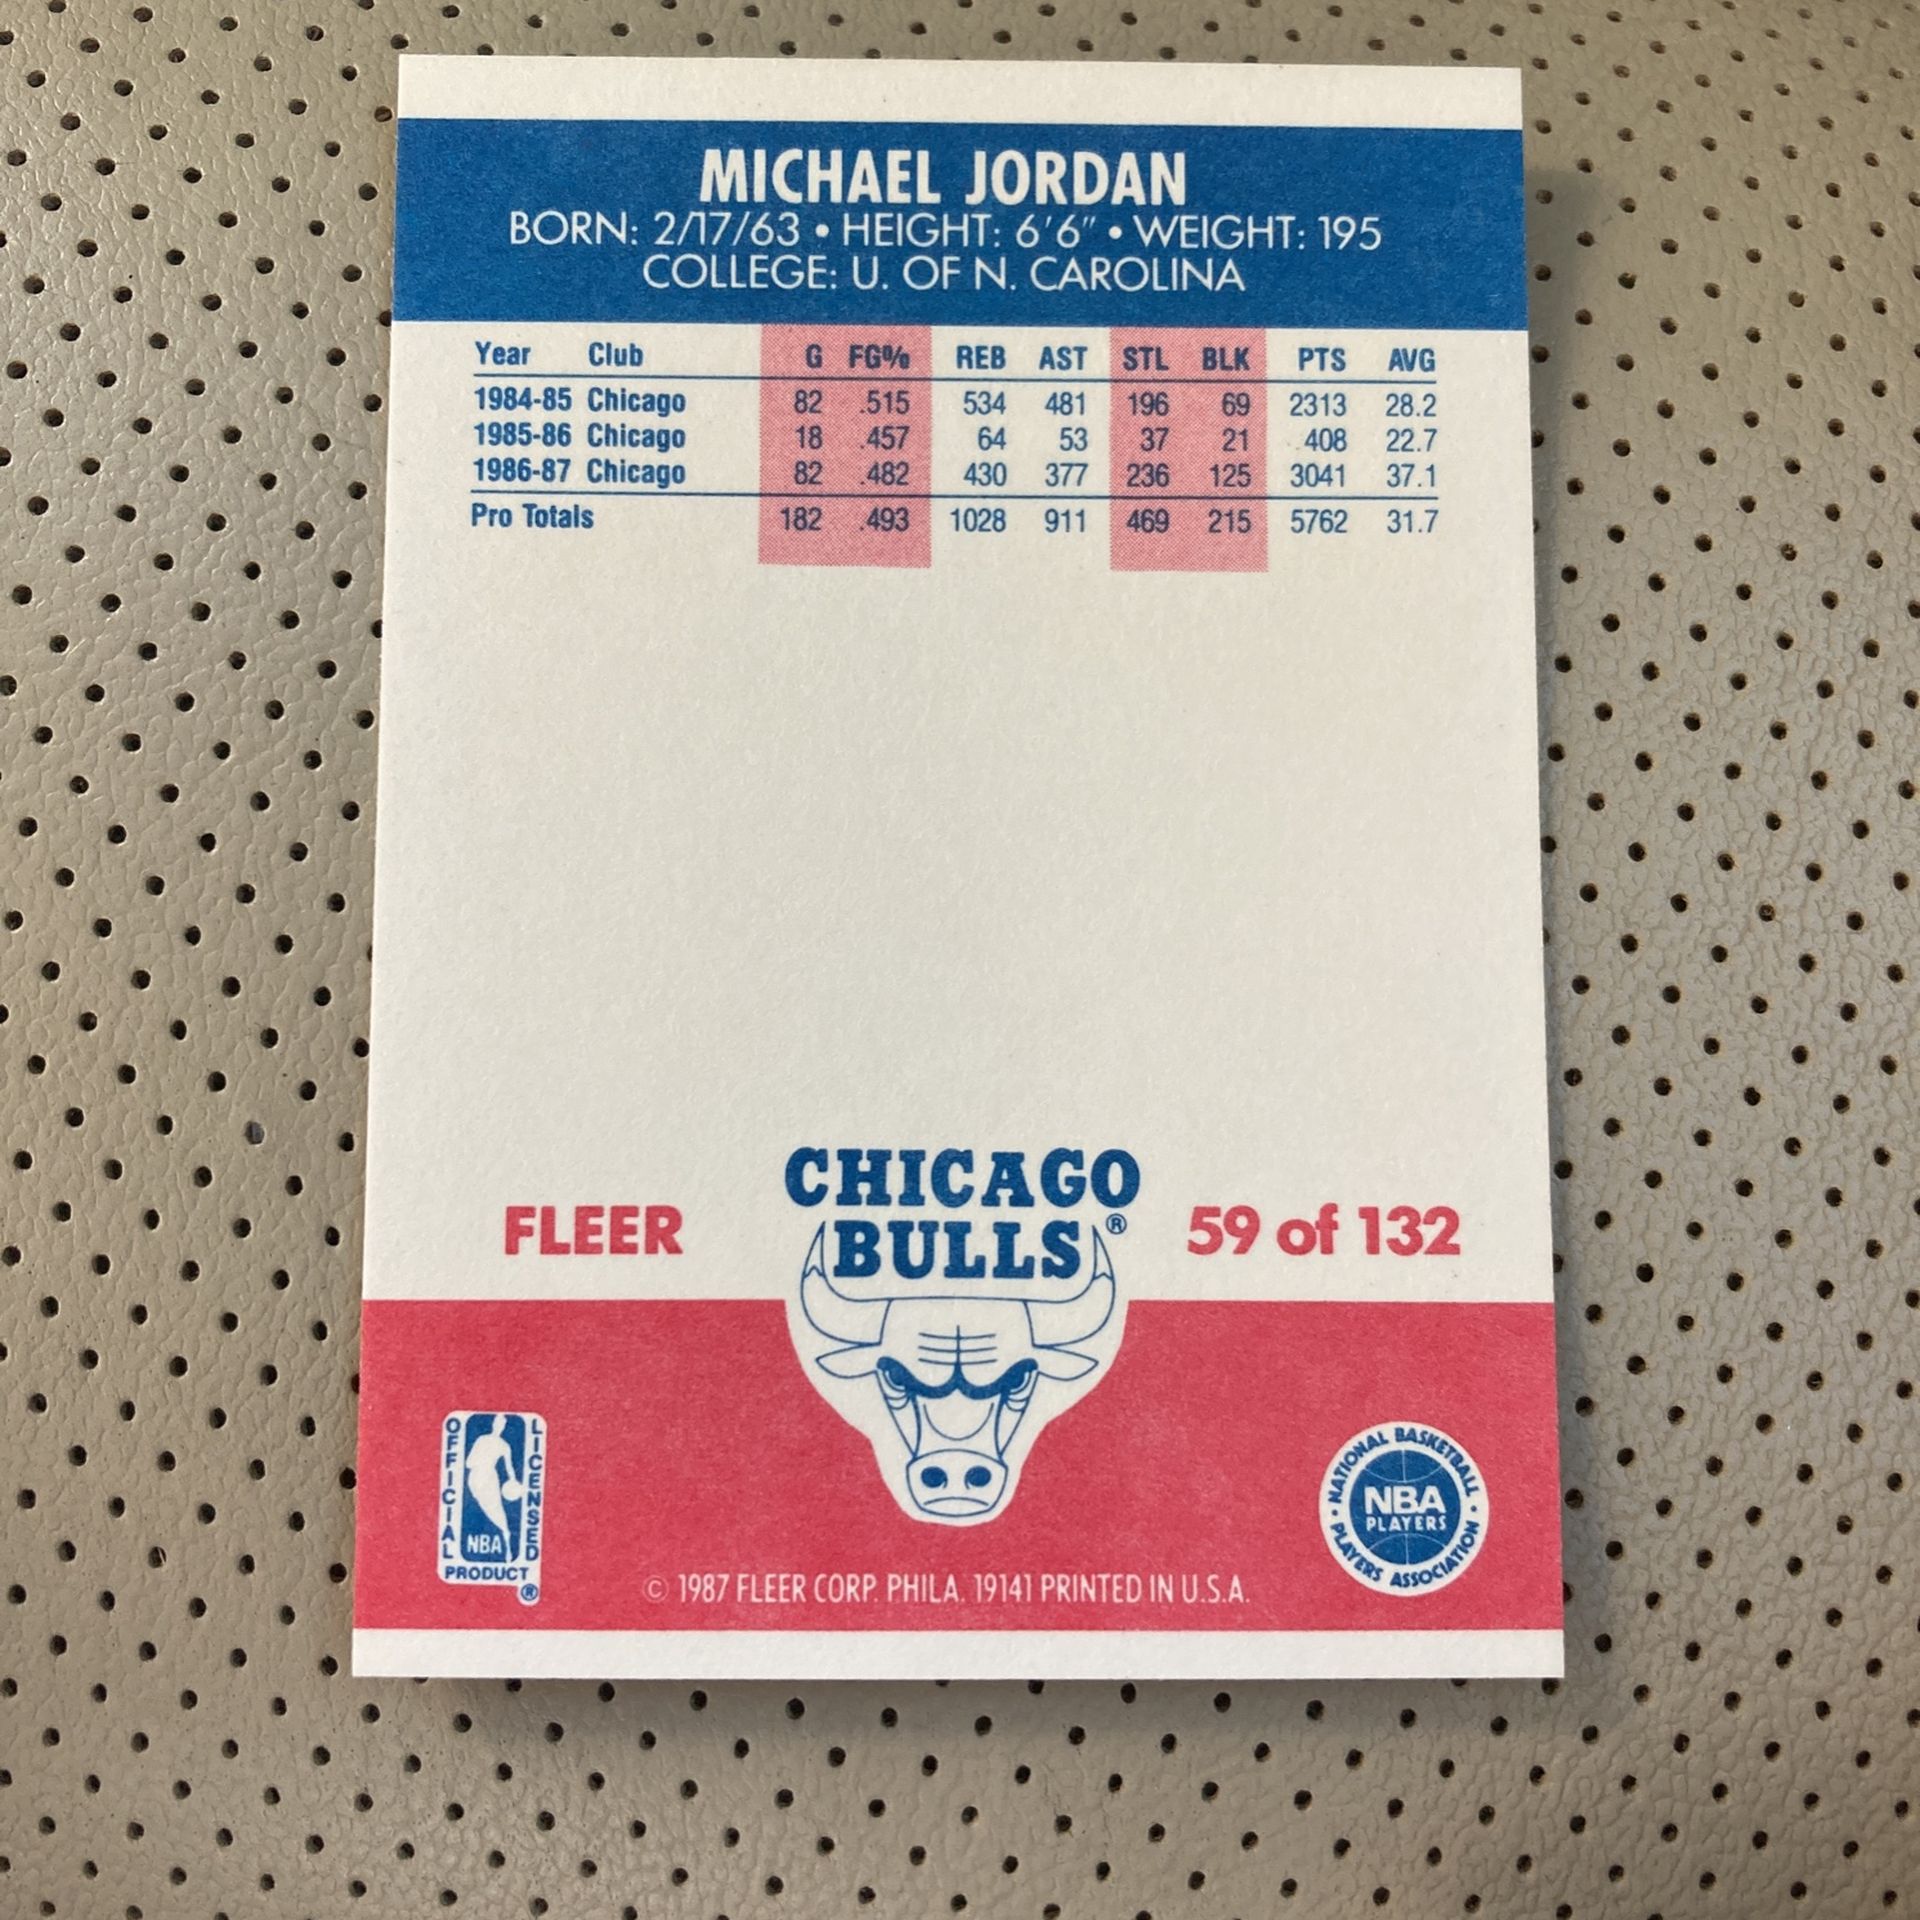 MICHAEL JORDAN
BORN: 2/17/63 • HEIGHT: 6'6" • WEIGHT: 195
COLLEGE: U. OF N. CAROLINA
Year Club G FG% REB AST STL BLK PTS AVG
1984-85 Chicago 82 .515 534 481 196 69 2313 28.2
1985-86 Chicago 18 .457 64 53 37 21 408 22.7
1986-87 Chicago 82 .482 430 377 236 125 3041 37.1
Pro Totals 182 .493 1028 911 469 215 5762 31.7
CHICAGO
BULLS®
FLEER
59 of 132
OFFICIAL
LICENSED
NBA
PRODUCT
®
NATIONAL BASKETBALL
NBA
PLAYERS
• PLAYERS ASSOCIATION •
© 1987 FLEER CORP. PHILA. 19141 PRINTED IN U.S.A.